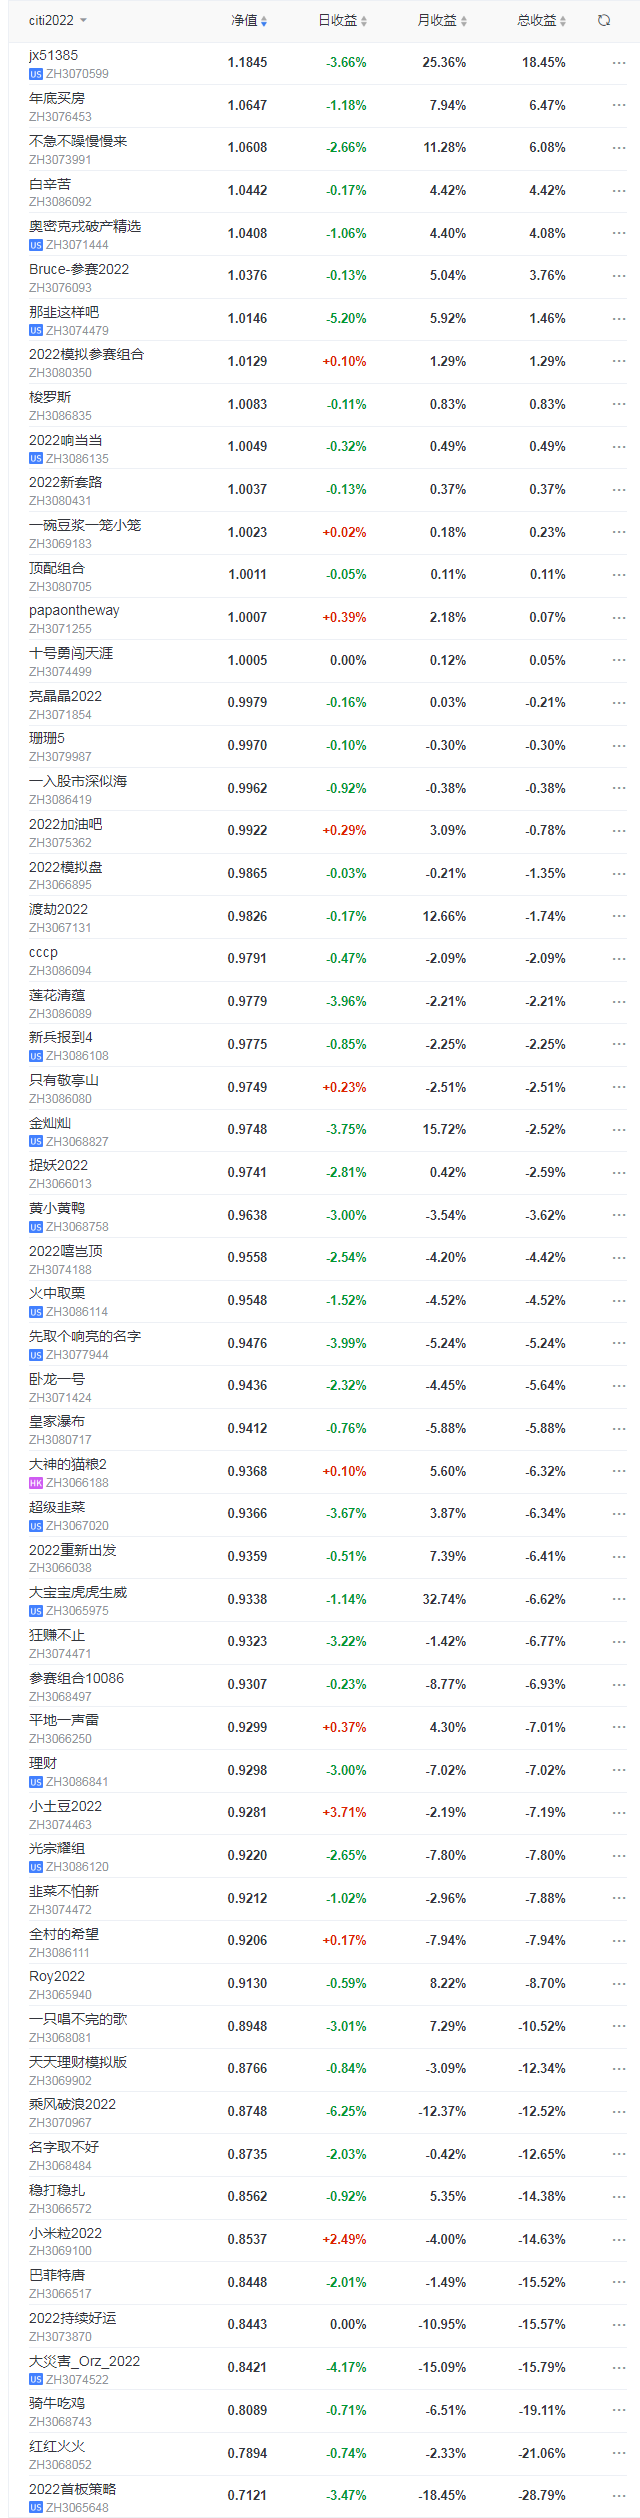 citi2022 净值 日收益 月收益 总收益
jx51385
1.1845 -3.66% 25.36% 18.45%
US ZH3070599
年底买房
1.0647 -1.18% 7.94% 6.47%
ZH3076453
不急不躁慢慢来
1.0608 -2.66% 11.28% 6.08%
ZH3073991
白辛苦
1.0442 -0.17% 4.42% 4.42%
ZH3086092
奥密克戎破产精选
1.0408 -1.06% 4.40% 4.08%
US ZH3071444
Bruce-参赛2022
1.0376 -0.13% 5.04% 3.76%
ZH3076093
那韭这样吧
1.0146 -5.20% 5.92% 1.46%
US ZH3074479
2022模拟参赛组合
1.0129 +0.10% 1.29% 1.29%
ZH3080350
梭罗斯
1.0083 -0.11% 0.83% 0.83%
ZH3086835
2022响当当
1.0049 -0.32% 0.49% 0.49%
US ZH3086135
2022新套路
1.0037 -0.13% 0.37% 0.37%
ZH3080431
一碗豆浆一笼小笼
1.0023 +0.02% 0.18% 0.23%
ZH3069183
顶配组合
1.0011 -0.05% 0.11% 0.11%
ZH3080705
papaontheway
1.0007 +0.39% 2.18% 0.07%
ZH3071255
十号勇闯天涯
1.0005 0.00% 0.12% 0.05%
ZH3074499
亮晶晶2022
0.9979 -0.16% 0.03% -0.21%
ZH3071854
珊珊5
0.9970 -0.10% -0.30% -0.30%
ZH3079987
一入股市深似海
0.9962 -0.92% -0.38% -0.38%
ZH3086419
2022加油吧
0.9922 +0.29% 3.09% -0.78%
ZH3075362
2022模拟盘
0.9865 -0.03% -0.21% -1.35%
ZH3066895
渡劫2022
0.9826 -0.17% 12.66% -1.74%
ZH3067131
cccp
0.9791 -0.47% -2.09% -2.09%
ZH3086094
莲花清蕴
0.9779 -3.96% -2.21% -2.21%
ZH3086089
新兵报到4
0.9775 -0.85% -2.25% -2.25%
US ZH3086108
只有敬亭山
0.9749 +0.23% -2.51% -2.51%
ZH3086080
金灿灿
0.9748 -3.75% 15.72% -2.52%
US ZH3068827
捉妖2022
0.9741 -2.81% 0.42% -2.59%
ZH3066013
黄小黄鸭
0.9638 -3.00% -3.54% -3.62%
US ZH3068758
2022嘻岂顶
0.9558 -2.54% -4.20% -4.42%
ZH3074188
火中取栗
0.9548 -1.52% -4.52% -4.52%
US ZH3086114
先取个响亮的名字
0.9476 -3.99% -5.24% -5.24%
US ZH3077944
卧龙一号
0.9436 -2.32% -4.45% -5.64%
ZH3071424
皇家瀑布
0.9412 -0.76% -5.88% -5.88%
ZH3080717
大神的猫粮2
0.9368 +0.10% 5.60% -6.32%
HK ZH3066188
超级韭菜
0.9366 -3.67% 3.87% -6.34%
US ZH3067020
2022重新出发
0.9359 -0.51% 7.39% -6.41%
ZH3066038
大宝宝虎虎生威
0.9338 -1.14% 32.74% -6.62%
US ZH3065975
狂赚不止
0.9323 -3.22% -1.42% -6.77%
ZH3074471
参赛组合10086
0.9307 -0.23% -8.77% -6.93%
ZH3068497
平地一声雷
0.9299 +0.37% 4.30% -7.01%
ZH3066250
理财
0.9298 -3.00% -7.02% -7.02%
US ZH3086841
小土豆2022
0.9281 +3.71% -2.19% -7.19%
ZH3074463
光宗耀组
0.9220 -2.65% -7.80% -7.80%
US ZH3086120
韭菜不怕新
0.9212 -1.02% -2.96% -7.88%
ZH3074472
全村的希望
0.9206 +0.17% -7.94% -7.94%
ZH3086111
Roy2022
0.9130 -0.59% 8.22% -8.70%
ZH3065940
一只唱不完的歌
0.8948 -3.01% 7.29% -10.52%
ZH3068081
天天理财模拟版
0.8766 -0.84% -3.09% -12.34%
ZH3069902
乘风破浪2022
0.8748 -6.25% -12.37% -12.52%
ZH3070967
名字取不好
0.8735 -2.03% -0.42% -12.65%
ZH3068484
稳打稳扎
0.8562 -0.92% 5.35% -14.38%
ZH3066572
小米粒2022
0.8537 +2.49% -4.00% -14.63%
ZH3069100
巴菲特唐
0.8448 -2.01% -1.49% -15.52%
ZH3066517
2022持续好运
0.8443 0.00% -10.95% -15.57%
ZH3073870
大災害_Orz_2022
0.8421 -4.17% -15.09% -15.79%
US ZH3074522
骑牛吃鸡
0.8089 -0.71% -6.51% -19.11%
ZH3068743
红红火火
0.7894 -0.74% -2.33% -21.06%
ZH3068052
2022首板策略
0.7121 -3.47% -18.45% -28.79%
US ZH3065648